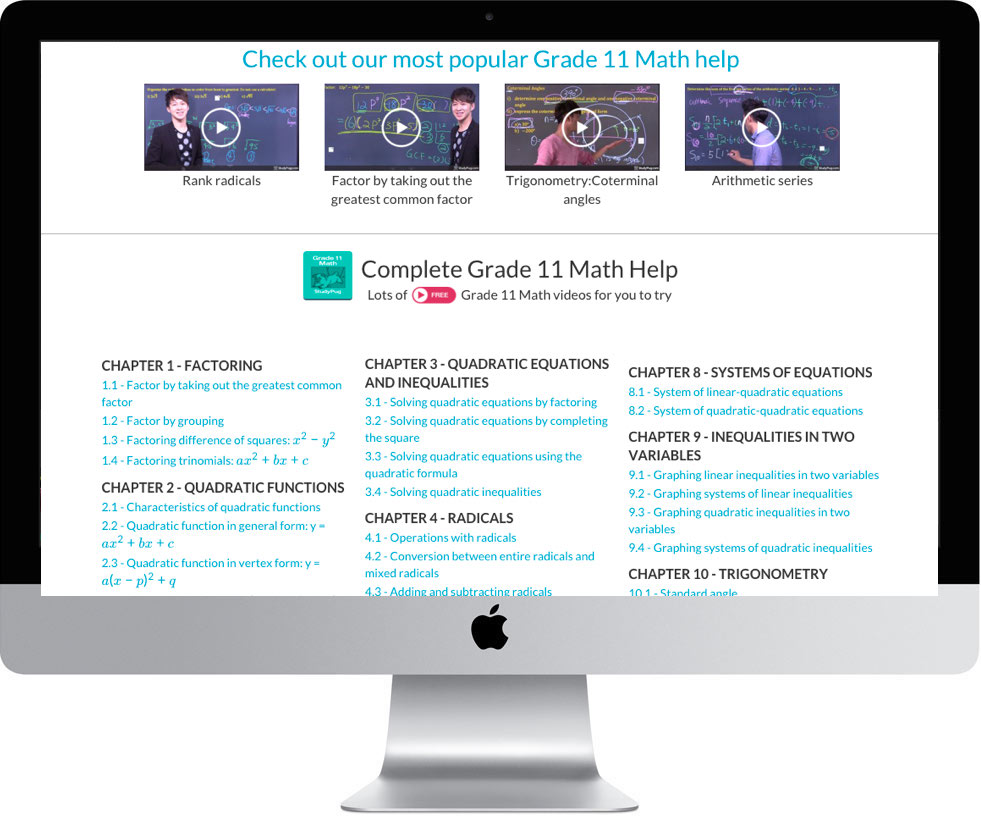 Check out our most popular Grade 11 Math help
Rank radicals
Factor by taking out the
greatest common factor
Trigonometry:Coterminal
angles
Arithmetic series
Grade 11
Math
StudyPug
Complete Grade 11 Math Help
Lots of FREE Grade 11 Math videos for you to try
CHAPTER 1 - FACTORING
1.1 - Factor by taking out the greatest common
factor
1.2 - Factor by grouping
1.3 - Factoring difference of squares: x² − y²
1.4 - Factoring trinomials: ax² + bx + c
CHAPTER 2 - QUADRATIC FUNCTIONS
2.1 - Characteristics of quadratic functions
2.2 - Quadratic function in general form: y =
ax² + bx + c
2.3 - Quadratic function in vertex form: y =
a(x − p)² + q
CHAPTER 3 - QUADRATIC EQUATIONS
AND INEQUALITIES
3.1 - Solving quadratic equations by factoring
3.2 - Solving quadratic equations by completing
the square
3.3 - Solving quadratic equations using the
quadratic formula
3.4 - Solving quadratic inequalities
CHAPTER 4 - RADICALS
4.1 - Operations with radicals
4.2 - Conversion between entire radicals and
mixed radicals
4.3 - Adding and subtracting radicals
CHAPTER 8 - SYSTEMS OF EQUATIONS
8.1 - System of linear-quadratic equations
8.2 - System of quadratic-quadratic equations
CHAPTER 9 - INEQUALITIES IN TWO
VARIABLES
9.1 - Graphing linear inequalities in two variables
9.2 - Graphing systems of linear inequalities
9.3 - Graphing quadratic inequalities in two
variables
9.4 - Graphing systems of quadratic inequalities
CHAPTER 10 - TRIGONOMETRY
10.1 - Standard angle